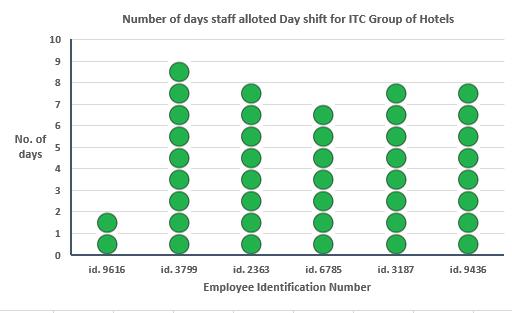 Number of days staff alloted Day shift for ITC Group of Hotels
10
9
8
7
6
5
4
3
2
1
0
No. of
days
id. 9616 id. 3799 id. 2363 id. 6785 id. 3187 id. 9436
Employee Identification Number